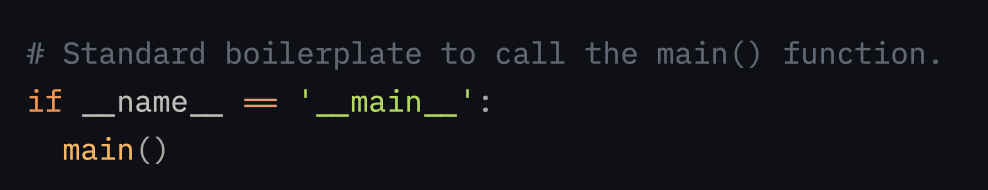 # Standard boilerplate to call the main() function.
if __name__ == '__main__':
  main()